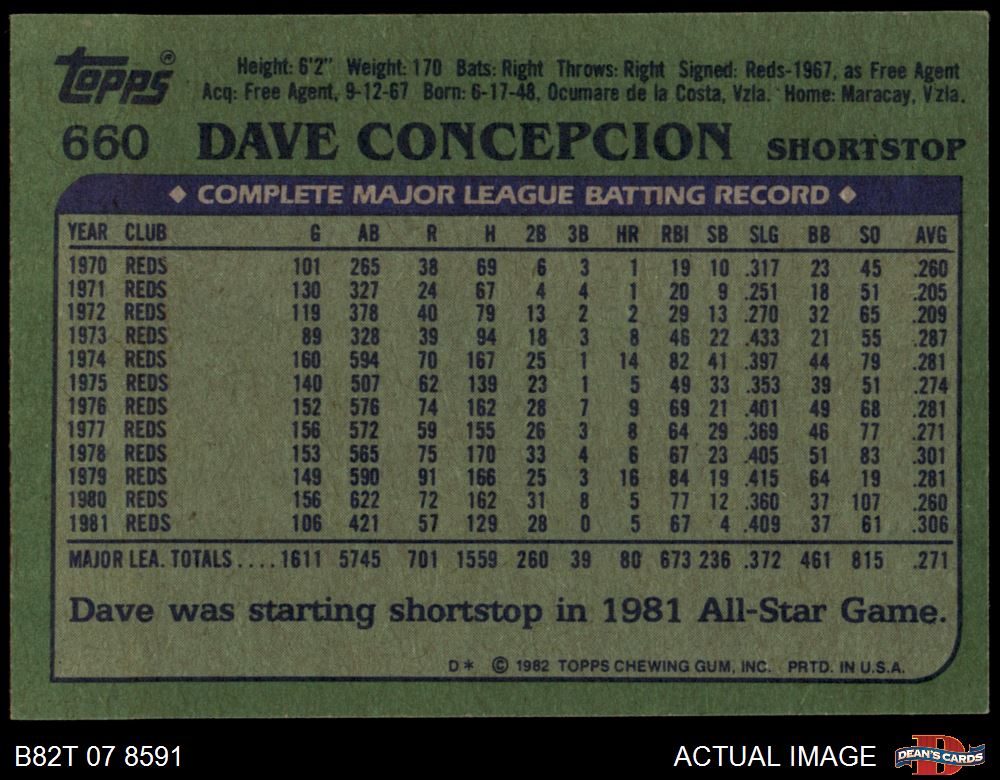 Topps®
Height: 6'2" Weight: 170 Bats: Right Throws: Right Signed: Reds-1967, as Free Agent
Acq: Free Agent, 9-12-67 Born: 6-17-48, Ocumare de la Costa, Vzla. Home: Maracay, Vzla.
660 DAVE CONCEPCION SHORTSTOP
◆ COMPLETE MAJOR LEAGUE BATTING RECORD ◆
YEAR CLUB G AB R H 2B 3B HR RBI SB SLG BB SO AVG
1970 REDS 101 265 38 69 6 3 1 19 10 .317 23 45 .260
1971 REDS 130 327 24 67 4 4 1 20 9 .251 18 51 .205
1972 REDS 119 378 40 79 13 2 2 29 13 .270 32 65 .209
1973 REDS 89 328 39 94 18 3 8 46 22 .433 21 55 .287
1974 REDS 160 594 70 167 25 1 14 82 41 .397 44 79 .281
1975 REDS 140 507 62 139 23 1 5 49 33 .353 39 51 .274
1976 REDS 152 576 74 162 28 7 9 69 21 .401 49 68 .281
1977 REDS 156 572 59 155 26 3 8 64 29 .369 46 77 .271
1978 REDS 153 565 75 170 33 4 6 67 23 .405 51 83 .301
1979 REDS 149 590 91 166 25 3 16 84 19 .415 64 19 .281
1980 REDS 156 622 72 162 31 8 5 77 12 .360 37 107 .260
1981 REDS 106 421 57 129 28 0 5 67 4 .409 37 61 .306
MAJOR LEA. TOTALS....1611 5745 701 1559 260 39 80 673 236 .372 461 815 .271
Dave was starting shortstop in 1981 All-Star Game.
D* © 1982 TOPPS CHEWING GUM, INC. PRTD. IN U.S.A.
B82T 07 8591 ACTUAL IMAGE DEAN'S CARDS